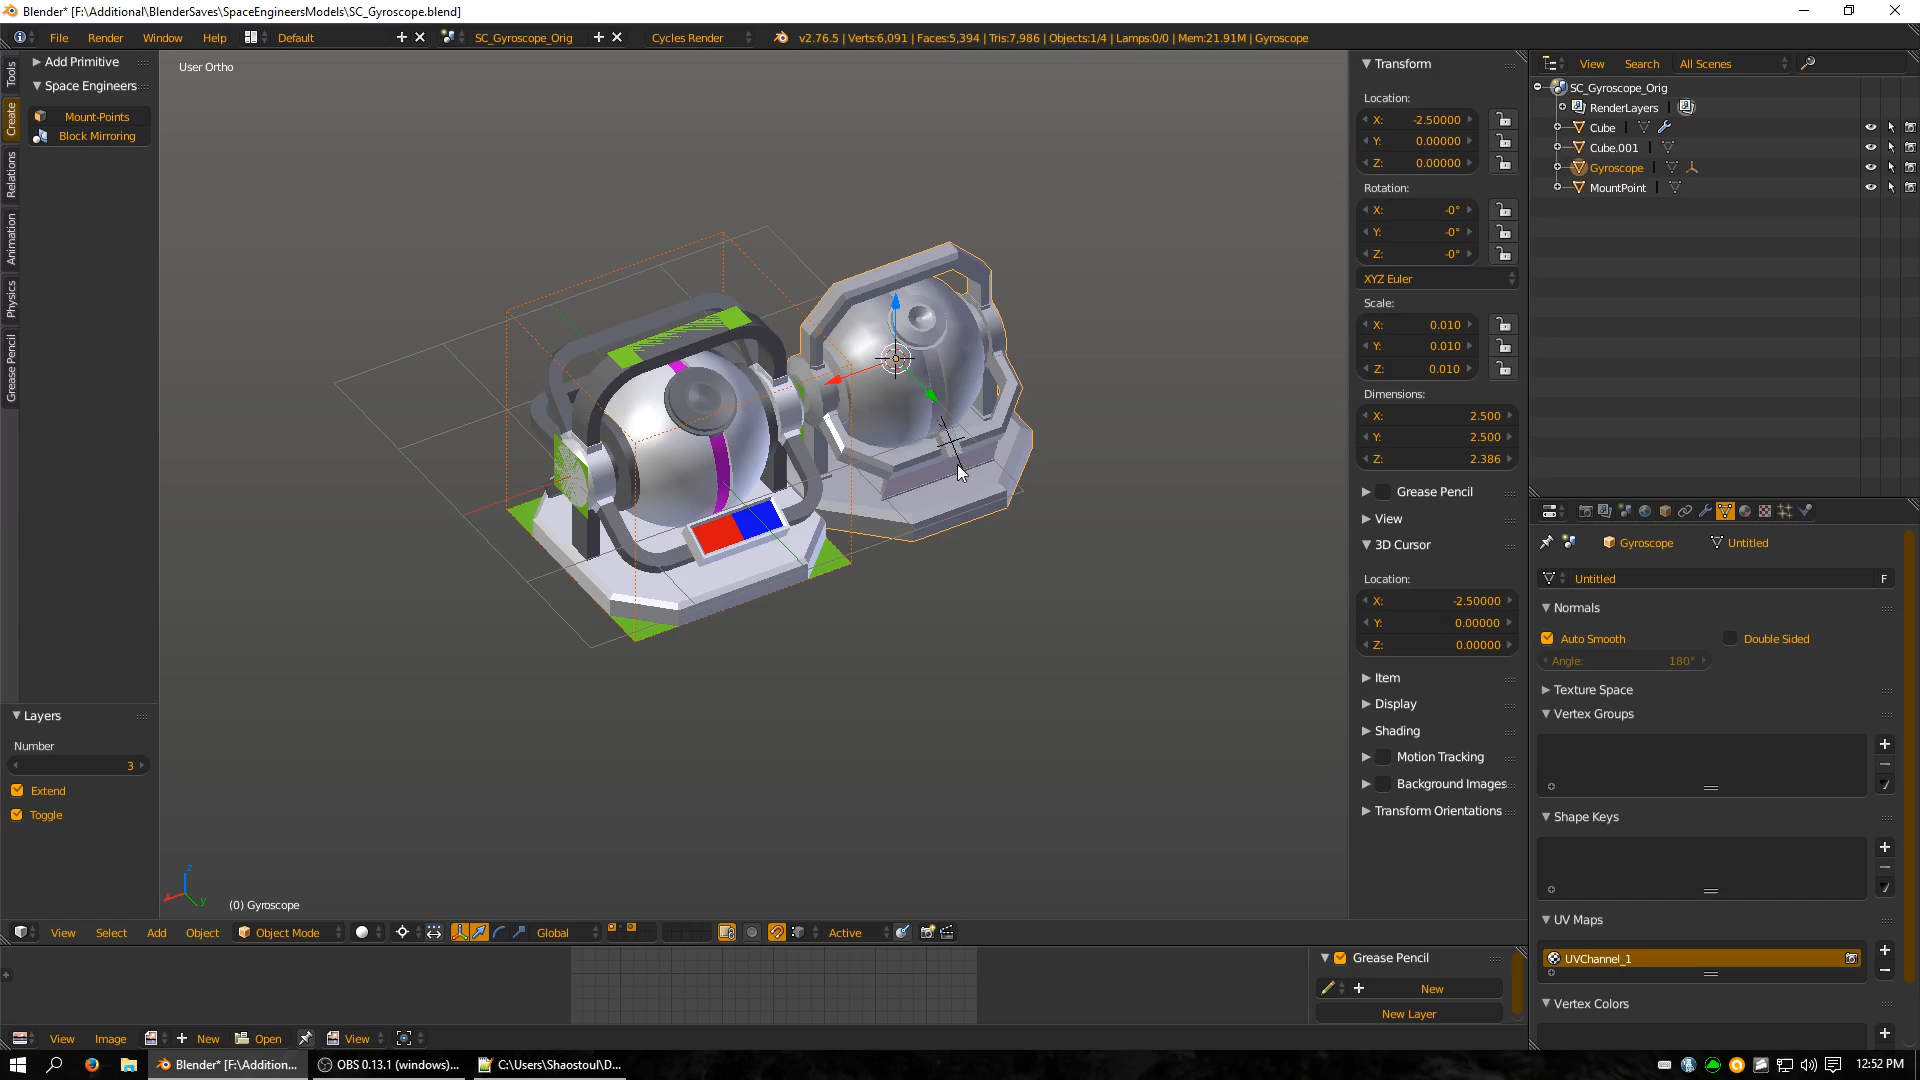 Blender* [F:\Additional\BlenderSaves\SpaceEngineersModels\SC_Gyroscope.blend]
File Render Window Help Default SC_Gyroscope_Orig Cycles Render v2.76.5 | Verts:6,091 | Faces:5,394 | Tris:7,986 | Objects:1/4 | Lamps:0/0 | Mem:21.91M | Gyroscope
Tools
Create
Relations
Animation
Physics
Grease Pencil
Add Primitive
Space Engineers
Mount-Points
Block Mirroring
Layers
Number
3
Extend
Toggle
User Ortho
z
x
y
(0) Gyroscope
Transform
Location:
X: -2.50000
Y: 0.00000
Z: 0.00000
Rotation:
X: -0°
Y: -0°
Z: -0°
XYZ Euler
Scale:
X: 0.010
Y: 0.010
Z: 0.010
Dimensions:
X: 2.500
Y: 2.500
Z: 2.386
Grease Pencil
View
3D Cursor
Location:
X: -2.50000
Y: 0.00000
Z: 0.00000
Item
Display
Shading
Motion Tracking
Background Images
Transform Orientations
View Search All Scenes
SC_Gyroscope_Orig
RenderLayers |
Cube |
Cube.001 |
Gyroscope |
MountPoint |
Gyroscope Untitled
Untitled F
Normals
Auto Smooth Double Sided
Angle: 180°
Texture Space
Vertex Groups
Shape Keys
UV Maps
UVChannel_1
Vertex Colors
View Select Add Object Object Mode Global Active
Grease Pencil
New
New Layer
View Image New Open View
Blender* [F:\Addition... OBS 0.13.1 (windows)... C:\Users\Shaostoul\D... 12:52 PM